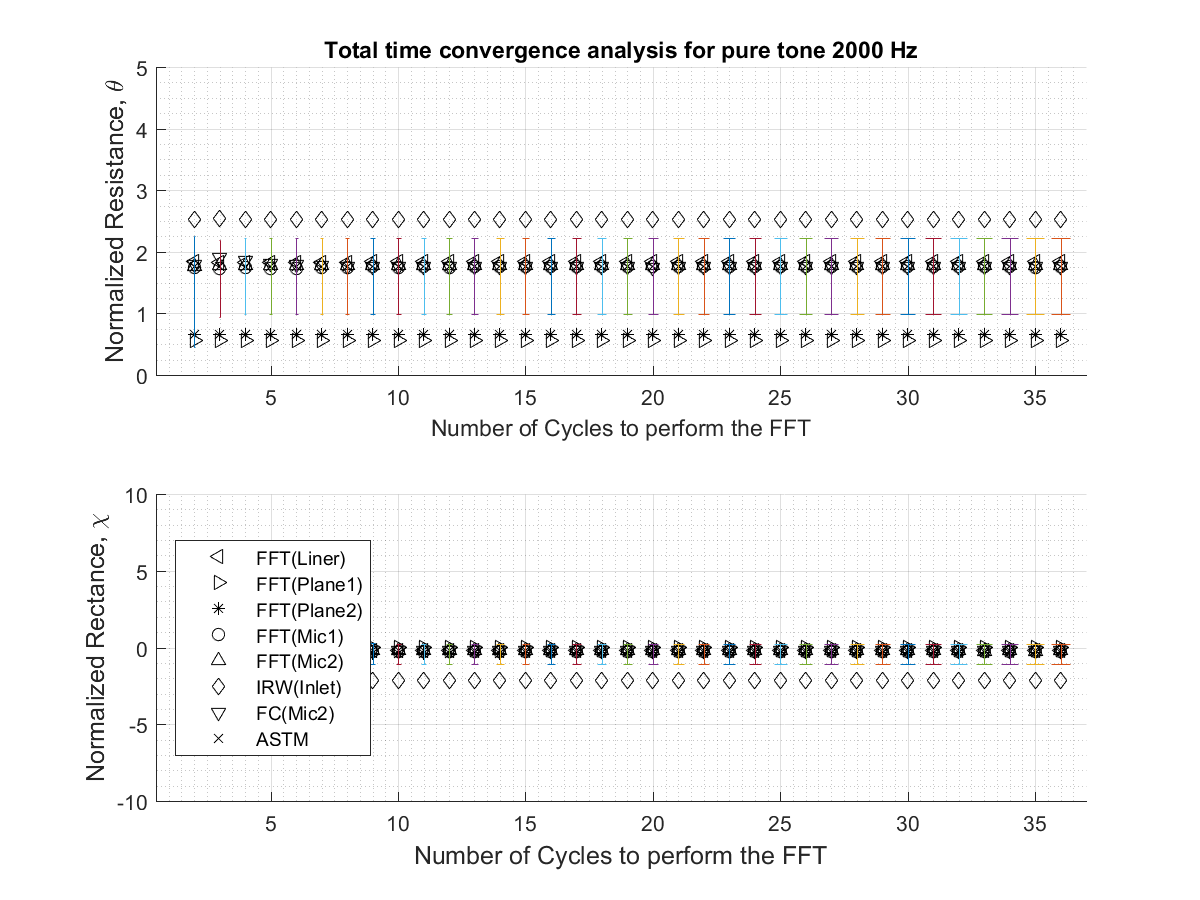 Total time convergence analysis for pure tone 2000 Hz
Normalized Resistance, θ
5
4
3
2
1
0
5 10 15 20 25 30 35
Number of Cycles to perform the FFT
Normalized Rectance, χ
10
5
0
-5
-10
FFT(Liner)
FFT(Plane1)
FFT(Plane2)
FFT(Mic1)
FFT(Mic2)
IRW(Inlet)
FC(Mic2)
ASTM
5 10 15 20 25 30 35
Number of Cycles to perform the FFT